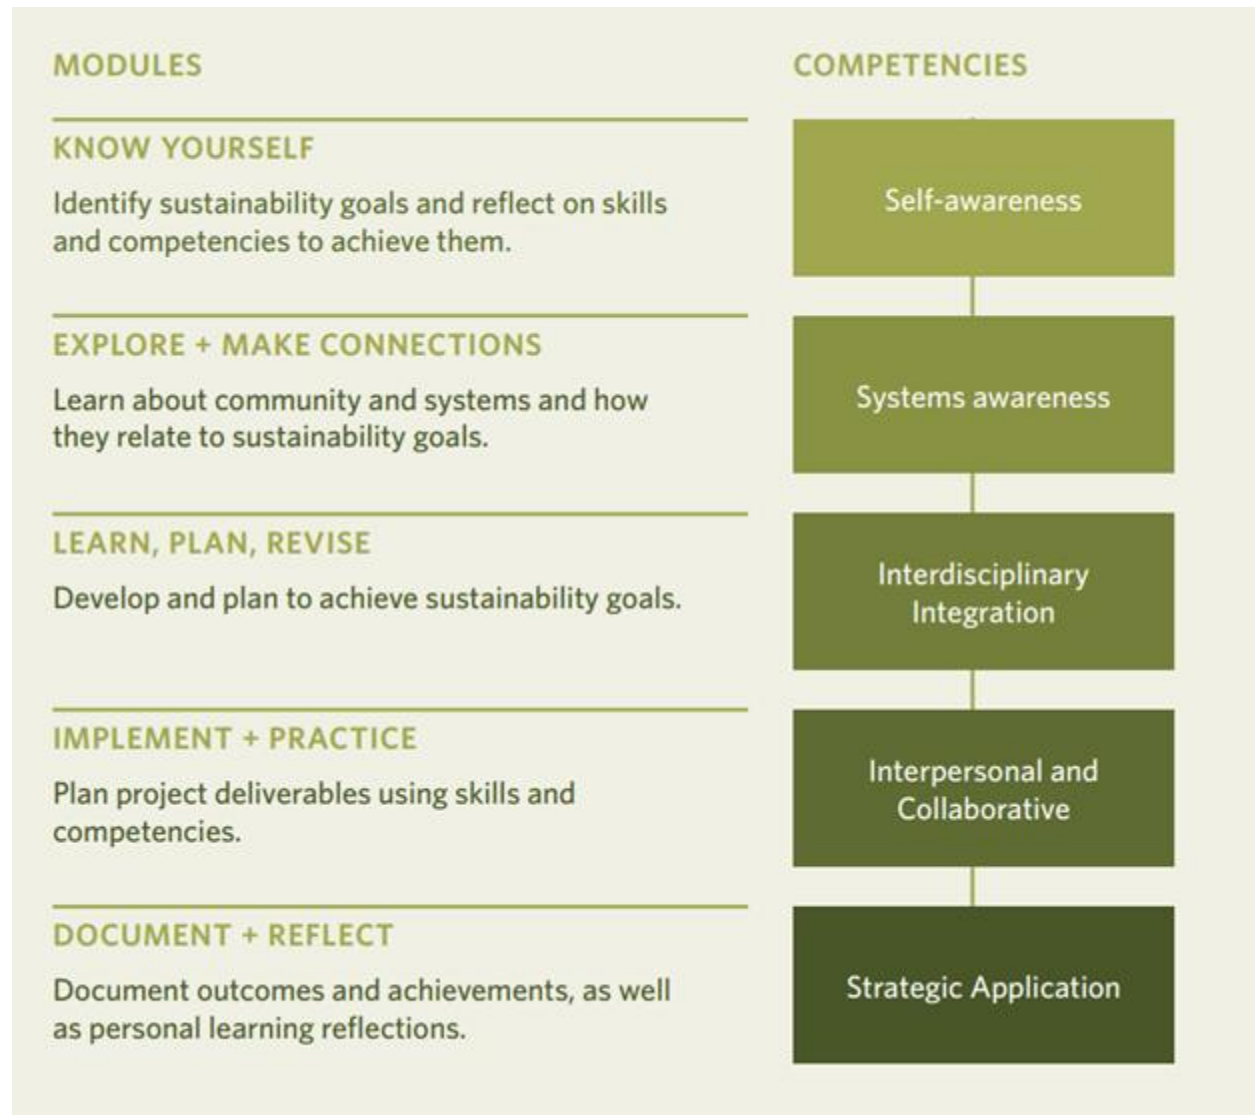 MODULES
COMPETENCIES
KNOW YOURSELF
Identify sustainability goals and reflect on skills
and competencies to achieve them.
Self-awareness
EXPLORE + MAKE CONNECTIONS
Learn about community and systems and how
they relate to sustainability goals.
Systems awareness
LEARN, PLAN, REVISE
Develop and plan to achieve sustainability goals.
Interdisciplinary
Integration
IMPLEMENT + PRACTICE
Plan project deliverables using skills and
competencies.
Interpersonal and
Collaborative
DOCUMENT + REFLECT
Document outcomes and achievements, as well
as personal learning reflections.
Strategic Application